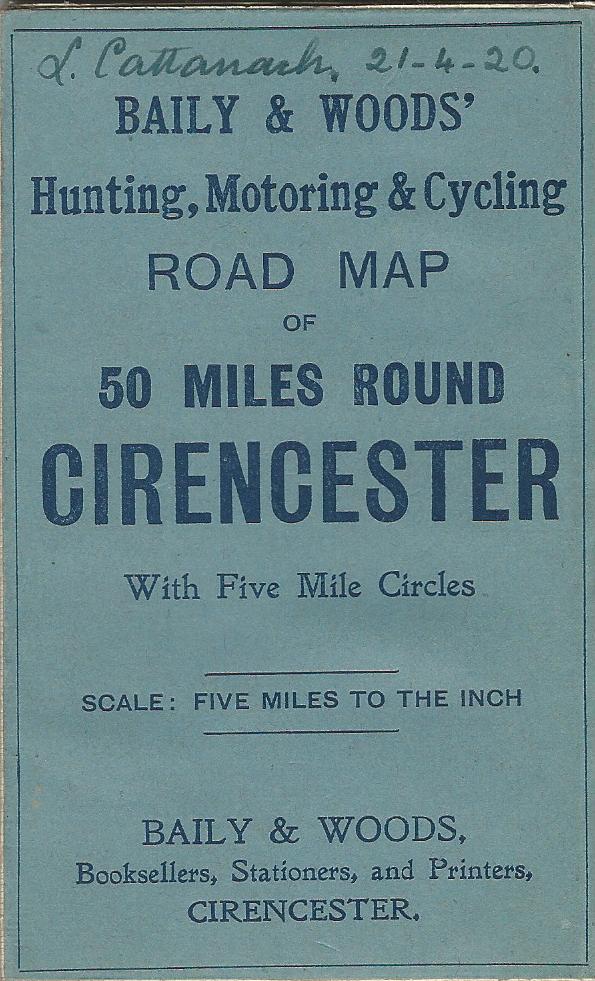 L. Cattanach. 21-4-20.
BAILY & WOODS'
Hunting, Motoring & Cycling
ROAD MAP
OF
50 MILES ROUND
CIRENCESTER
With Five Mile Circles
SCALE: FIVE MILES TO THE INCH
BAILY & WOODS,
Booksellers, Stationers, and Printers,
CIRENCESTER.